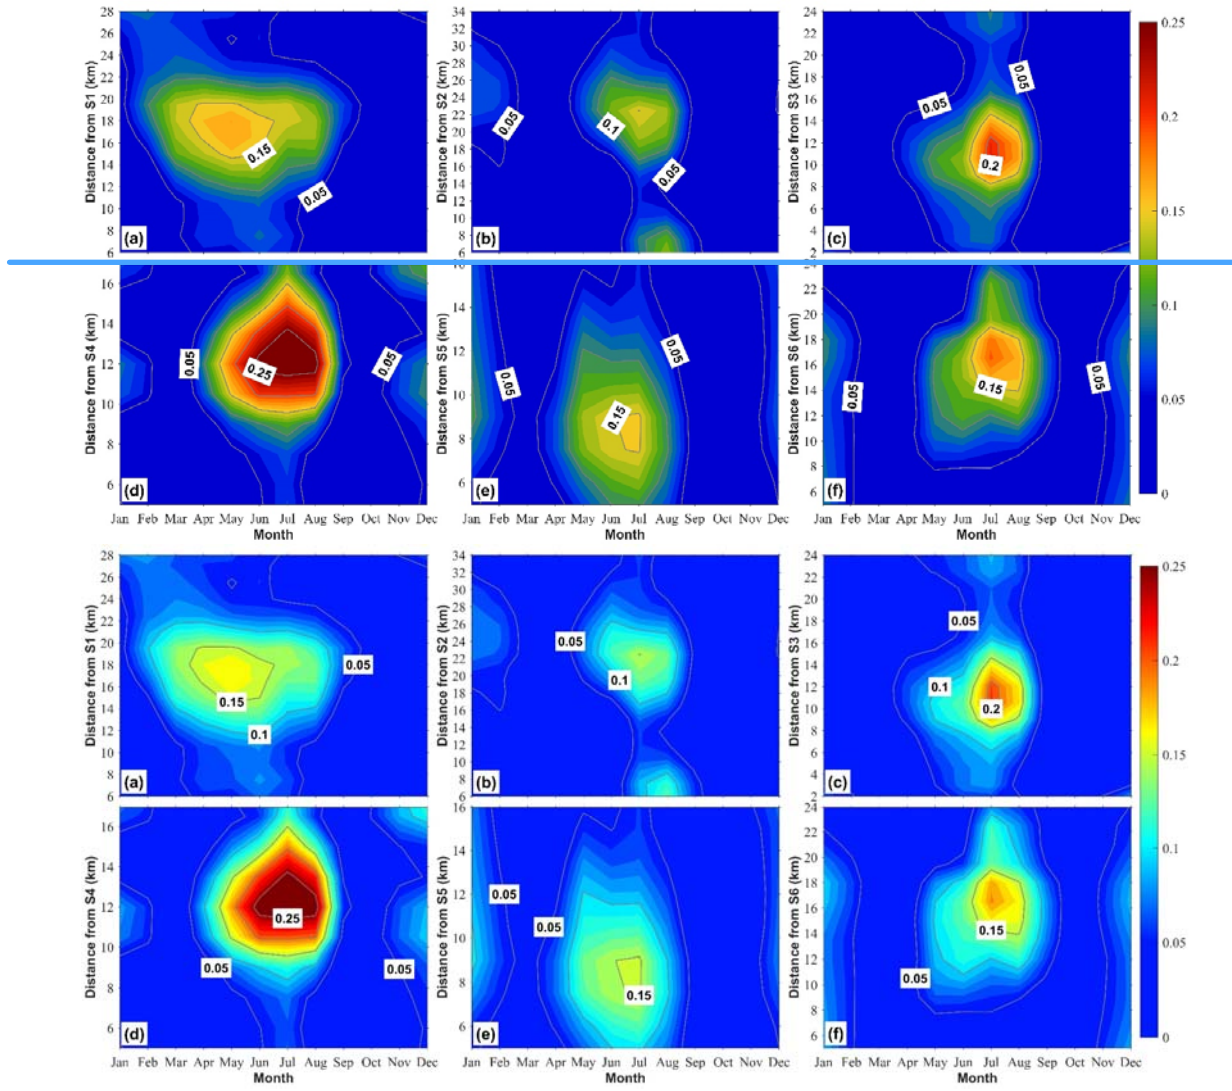 28 26 24 22 20 18 16 14 12 10 8 6
Distance from S1 (km)
0.15
0.05
(a)
34 32 30 28 26 24 22 20 18 16 14 12 10 8 6
Distance from S2 (km)
0.05
0.1
0.05
(b)
24 22 20 18 16 14 12 10 8 6 4 2
Distance from S3 (km)
0.05
0.05
0.2
(c)
0.25
0.2
0.15
0.1
0.05
0
16 14 12 10 8 6
Distance from S4 (km)
0.05
0.25
0.05
(d)
Jan Feb Mar Apr May Jun Jul Aug Sep Oct Nov Dec
Month
16 14 12 10 8 6
Distance from S5 (km)
0.05
0.05
0.15
(e)
Jan Feb Mar Apr May Jun Jul Aug Sep Oct Nov Dec
Month
24 22 20 18 16 14 12 10 8 6
Distance from S6 (km)
0.05
0.15
0.05
(f)
Jan Feb Mar Apr May Jun Jul Aug Sep Oct Nov Dec
Month
28 26 24 22 20 18 16 14 12 10 8 6
Distance from S1 (km)
0.05
0.15
0.1
(a)
34 32 30 28 26 24 22 20 18 16 14 12 10 8 6
Distance from S2 (km)
0.05
0.1
(b)
24 22 20 18 16 14 12 10 8 6 4 2
Distance from S3 (km)
0.05
0.1
0.2
(c)
0.25
0.2
0.15
0.1
0.05
0
16 14 12 10 8 6
Distance from S4 (km)
0.25
0.05
0.05
(d)
Jan Feb Mar Apr May Jun Jul Aug Sep Oct Nov Dec
Month
16 14 12 10 8 6
Distance from S5 (km)
0.05
0.05
0.15
(e)
Jan Feb Mar Apr May Jun Jul Aug Sep Oct Nov Dec
Month
24 22 20 18 16 14 12 10 8 6
Distance from S6 (km)
0.15
0.05
(f)
Jan Feb Mar Apr May Jun Jul Aug Sep Oct Nov Dec
Month